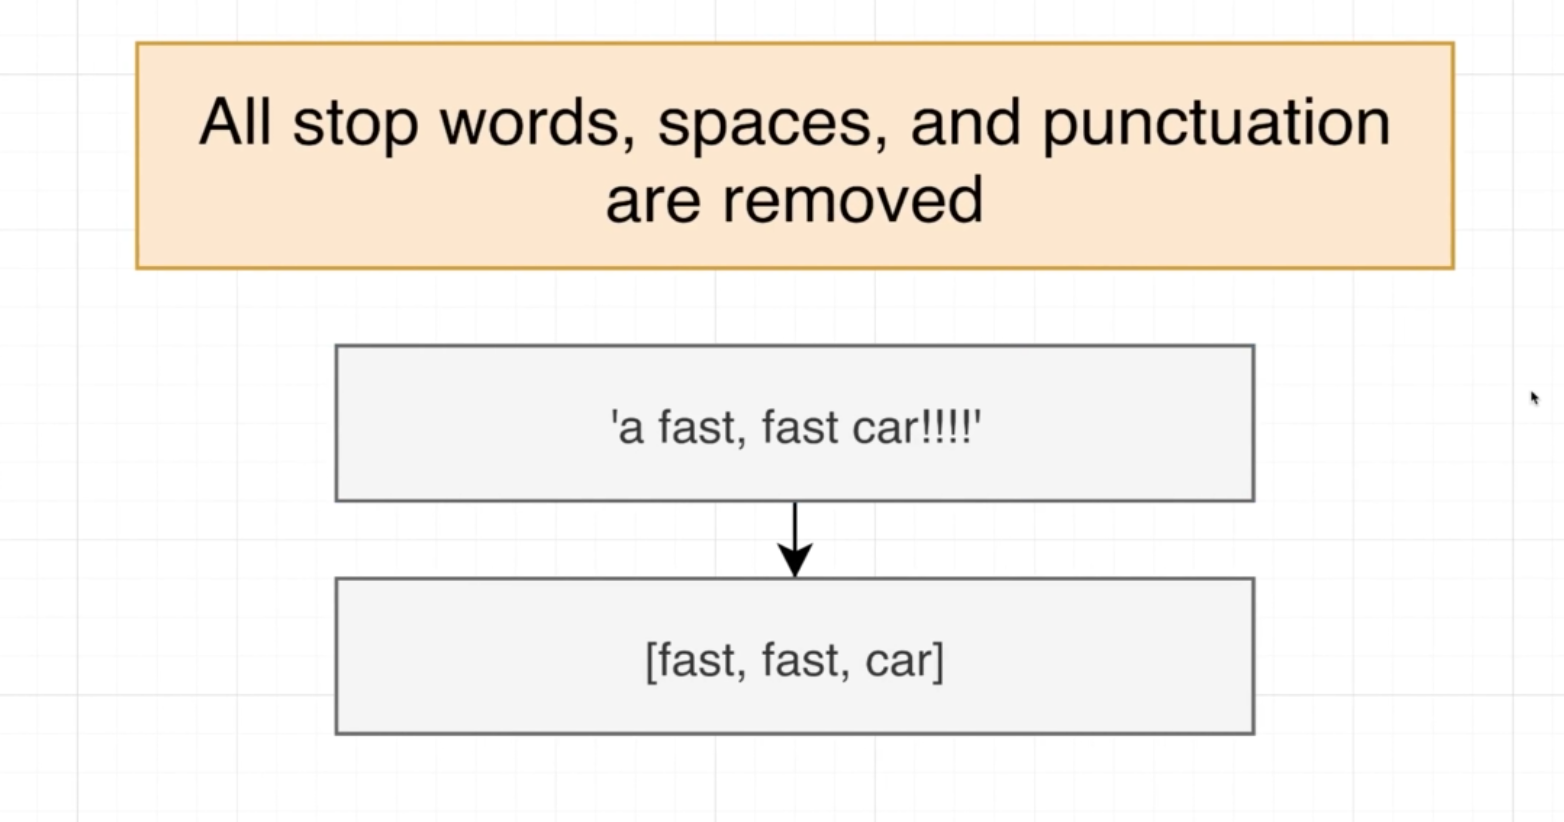 All stop words, spaces, and punctuation
are removed
'a fast, fast car!!!!'
[fast, fast, car]